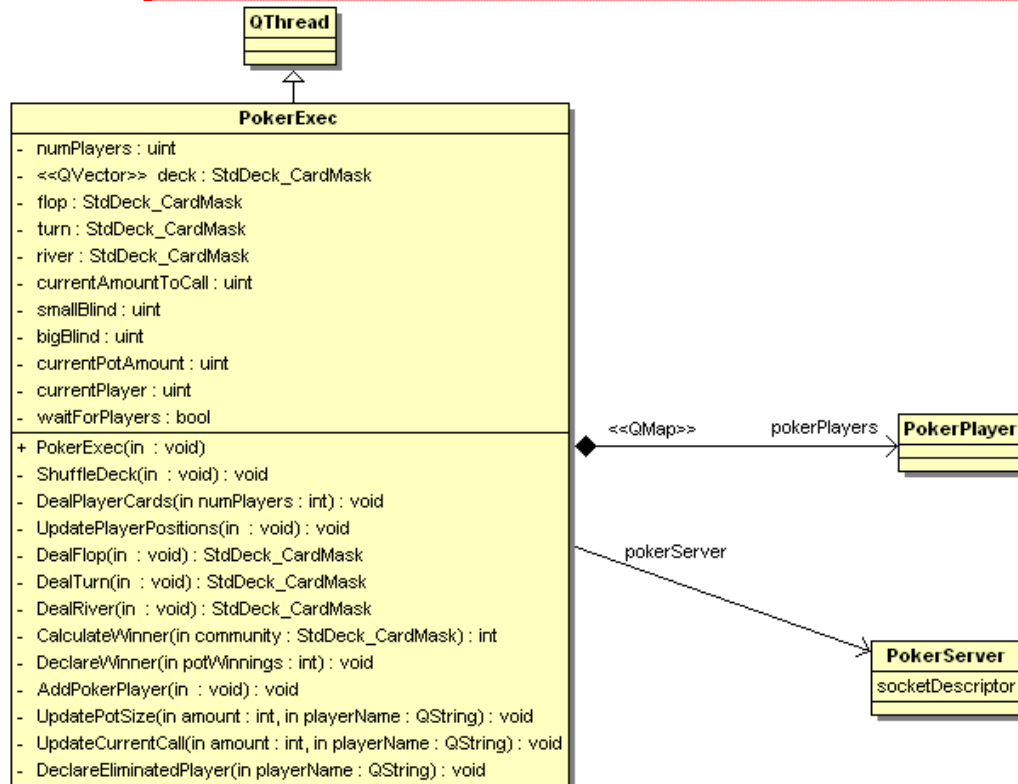 QThread
PokerExec
- numPlayers : uint
- <<QVector>> deck : StdDeck_CardMask
- flop : StdDeck_CardMask
- turn : StdDeck_CardMask
- river : StdDeck_CardMask
- currentAmountToCall : uint
- smallBlind : uint
- bigBlind : uint
- currentPotAmount : uint
- currentPlayer : uint
- waitForPlayers : bool
+ PokerExec(in : void)
- ShuffleDeck(in : void) : void
- DealPlayerCards(in numPlayers : int) : void
- UpdatePlayerPositions(in : void) : void
- DealFlop(in : void) : StdDeck_CardMask
- DealTurn(in : void) : StdDeck_CardMask
- DealRiver(in : void) : StdDeck_CardMask
- CalculateWinner(in community : StdDeck_CardMask) : int
- DeclareWinner(in potWinnings : int) : void
- AddPokerPlayer(in : void) : void
- UpdatePotSize(in amount : int, in playerName : QString) : void
- UpdateCurrentCall(in amount : int, in playerName : QString) : void
- DeclareEliminatedPlayer(in playerName : QString) : void
<<QMap>> pokerPlayers
PokerPlayer
pokerServer
PokerServer
socketDescriptor